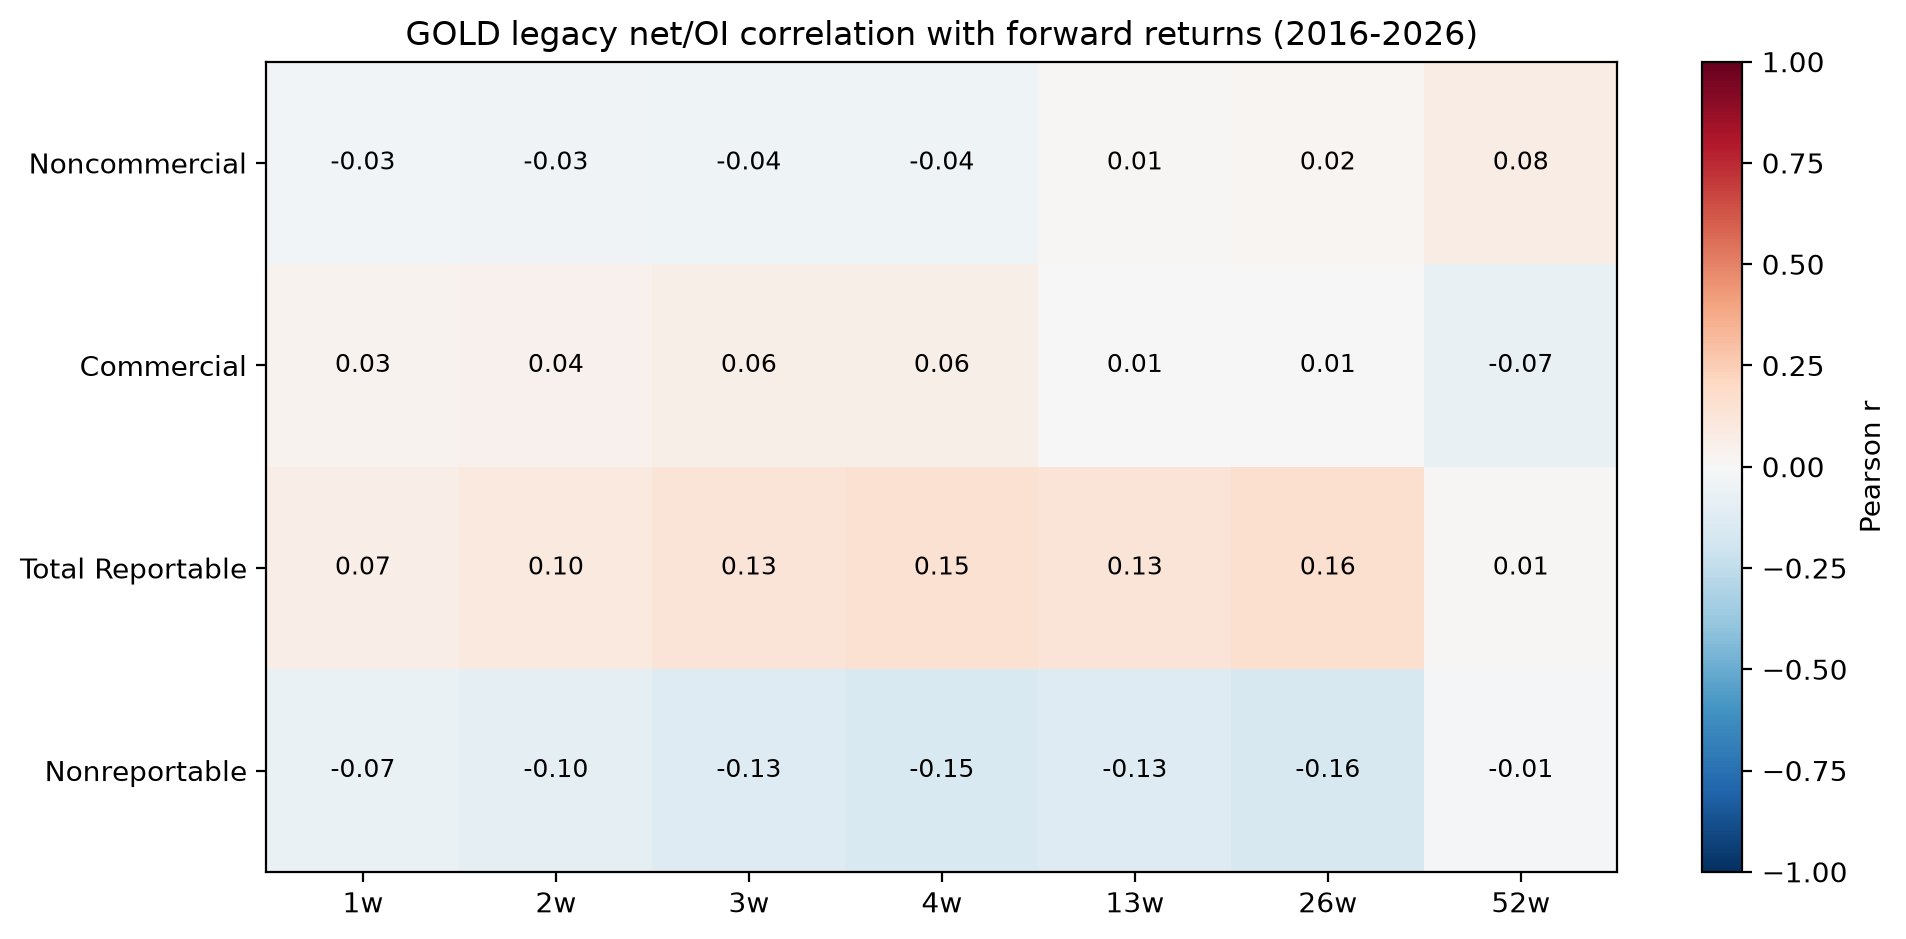 GOLD legacy net/OI correlation with forward returns (2016-2026)
Noncommercial -0.03 -0.03 -0.04 -0.04 0.01 0.02 0.08
Commercial 0.03 0.04 0.06 0.06 0.01 0.01 -0.07
Total Reportable 0.07 0.10 0.13 0.15 0.13 0.16 0.01
Nonreportable -0.07 -0.10 -0.13 -0.15 -0.13 -0.16 -0.01
1w 2w 3w 4w 13w 26w 52w
1.00
0.75
0.50
0.25
0.00
−0.25
−0.50
−0.75
−1.00
Pearson r